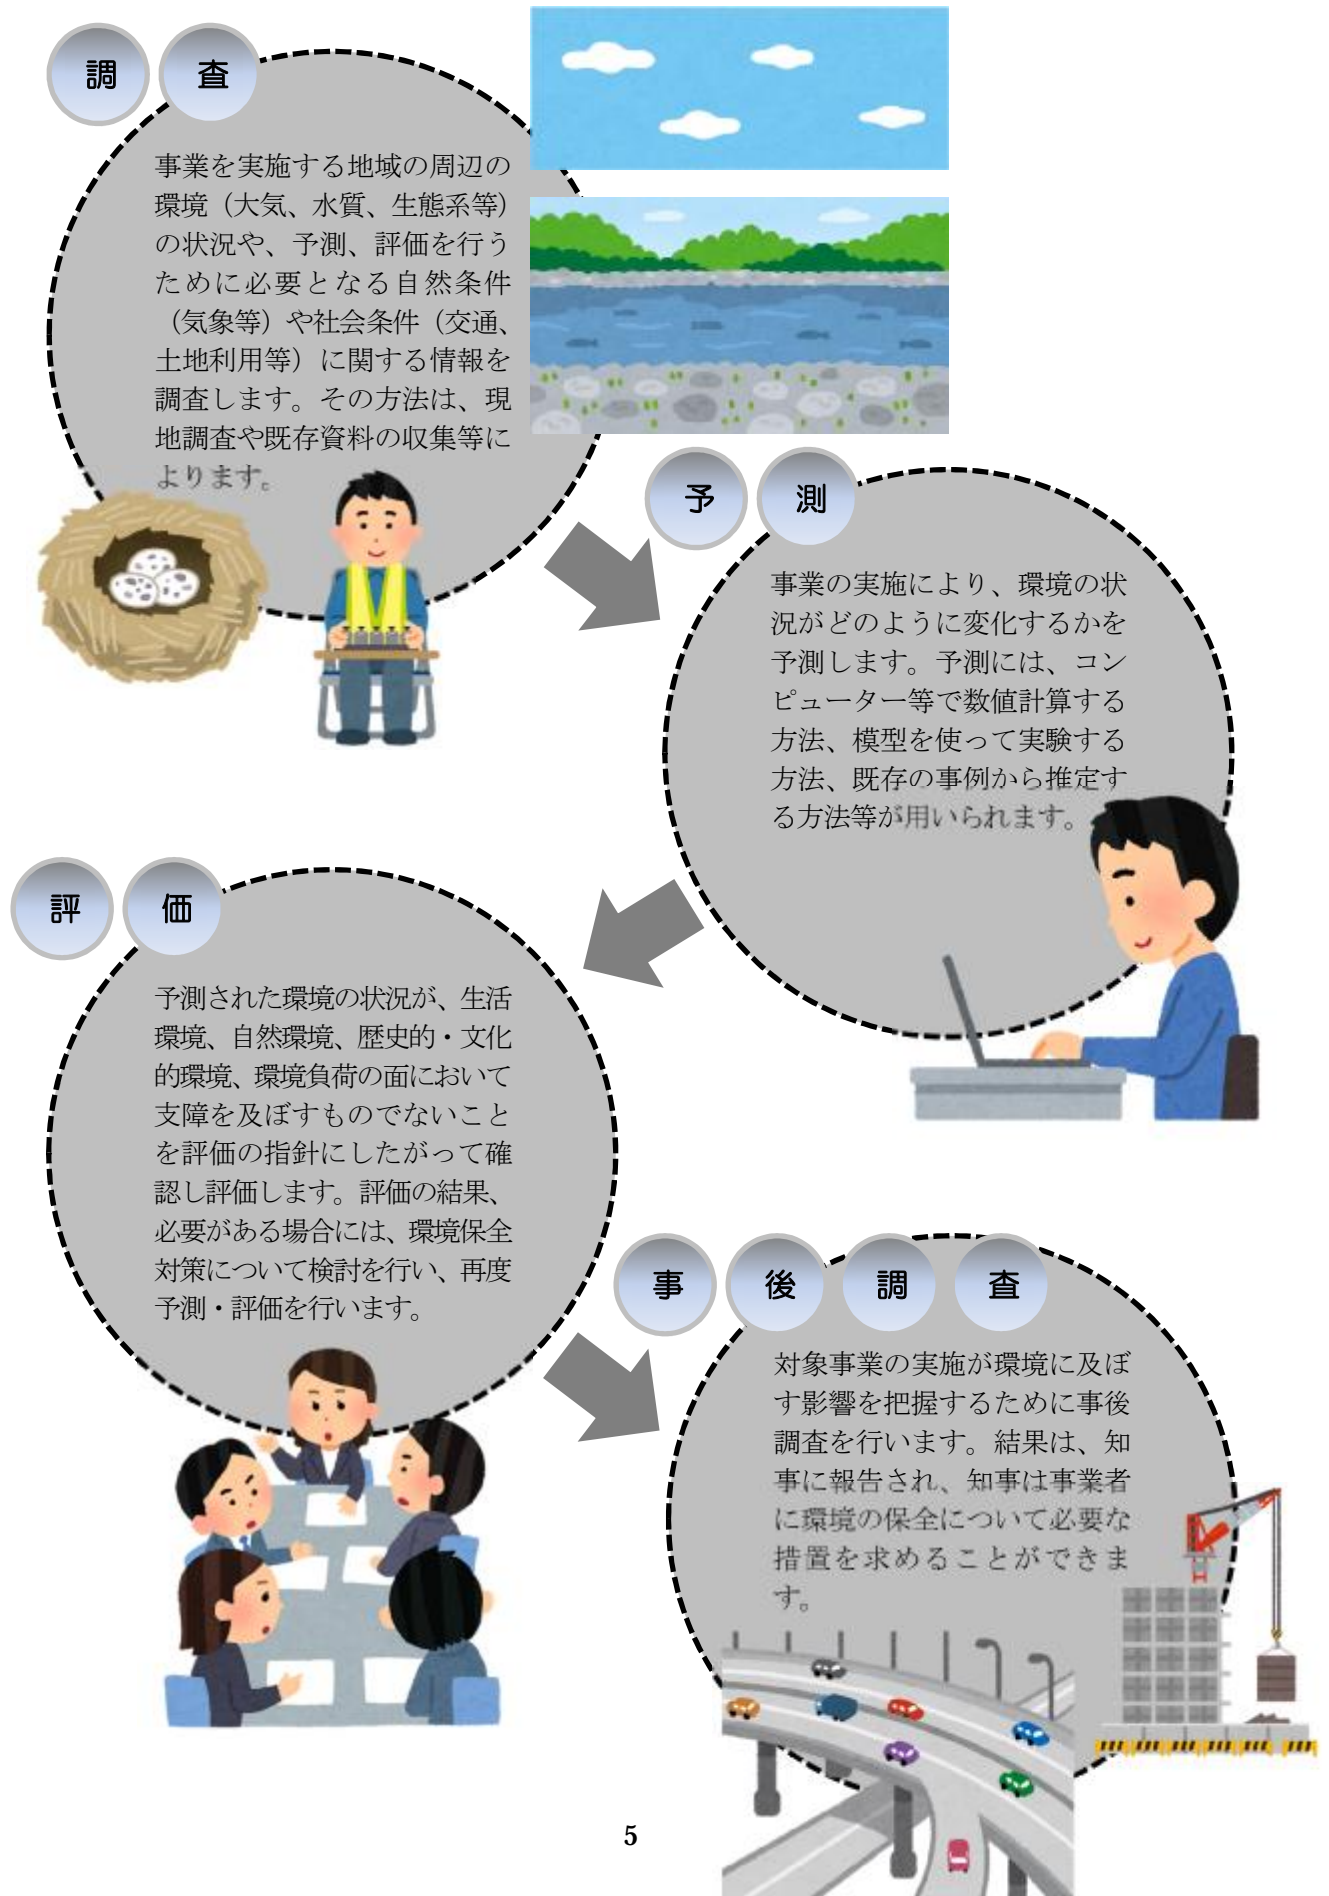 調査
事業を実施する地域の周辺の
環境（大気、水質、生態系等）
の状況や、予測、評価を行う
ために必要となる自然条件
（気象等）や社会条件（交通、
土地利用等）に関する情報を
調査します。その方法は、現
地調査や既存資料の収集等に
よります。
予測
事業の実施により、環境の状
況がどのように変化するかを
予測します。予測には、コン
ピューター等で数値計算する
方法、模型を使って実験する
方法、既存の事例から推定す
る方法等が用いられます。
評価
予測された環境の状況が、生活
環境、自然環境、歴史的・文化
的環境、環境負荷の面において
支障を及ぼすものでないこと
を評価の指針にしたがって確
認し評価します。評価の結果、
必要がある場合には、環境保全
対策について検討を行い、再度
予測・評価を行います。
事後調査
対象事業の実施が環境に及ぼ
す影響を把握するために事後
調査を行います。結果は、知
事に報告され、知事は事業者
に環境の保全について必要な
措置を求めることができま
す。
5